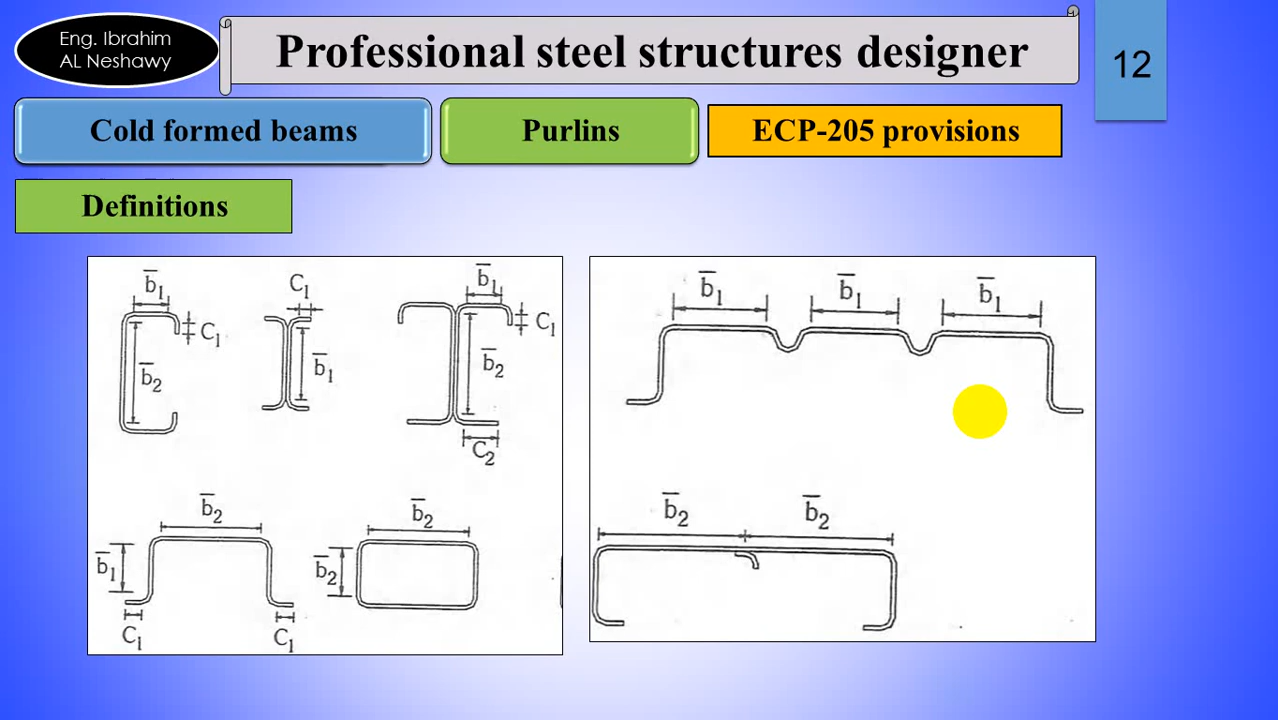 Eng. Ibrahim
AL Neshawy
Professional steel structures designer
12
Cold formed beams
Purlins
ECP-205 provisions
Definitions
b̅₁
C₁
b̅₂
C₁
b̅₁
b̅₁
C₁
b̅₂
C₂
b̅₂
b̅₁
C₁
C₁
b̅₂
b̅₂
b̅₁
b̅₁
b̅₁
b̅₂
b̅₂